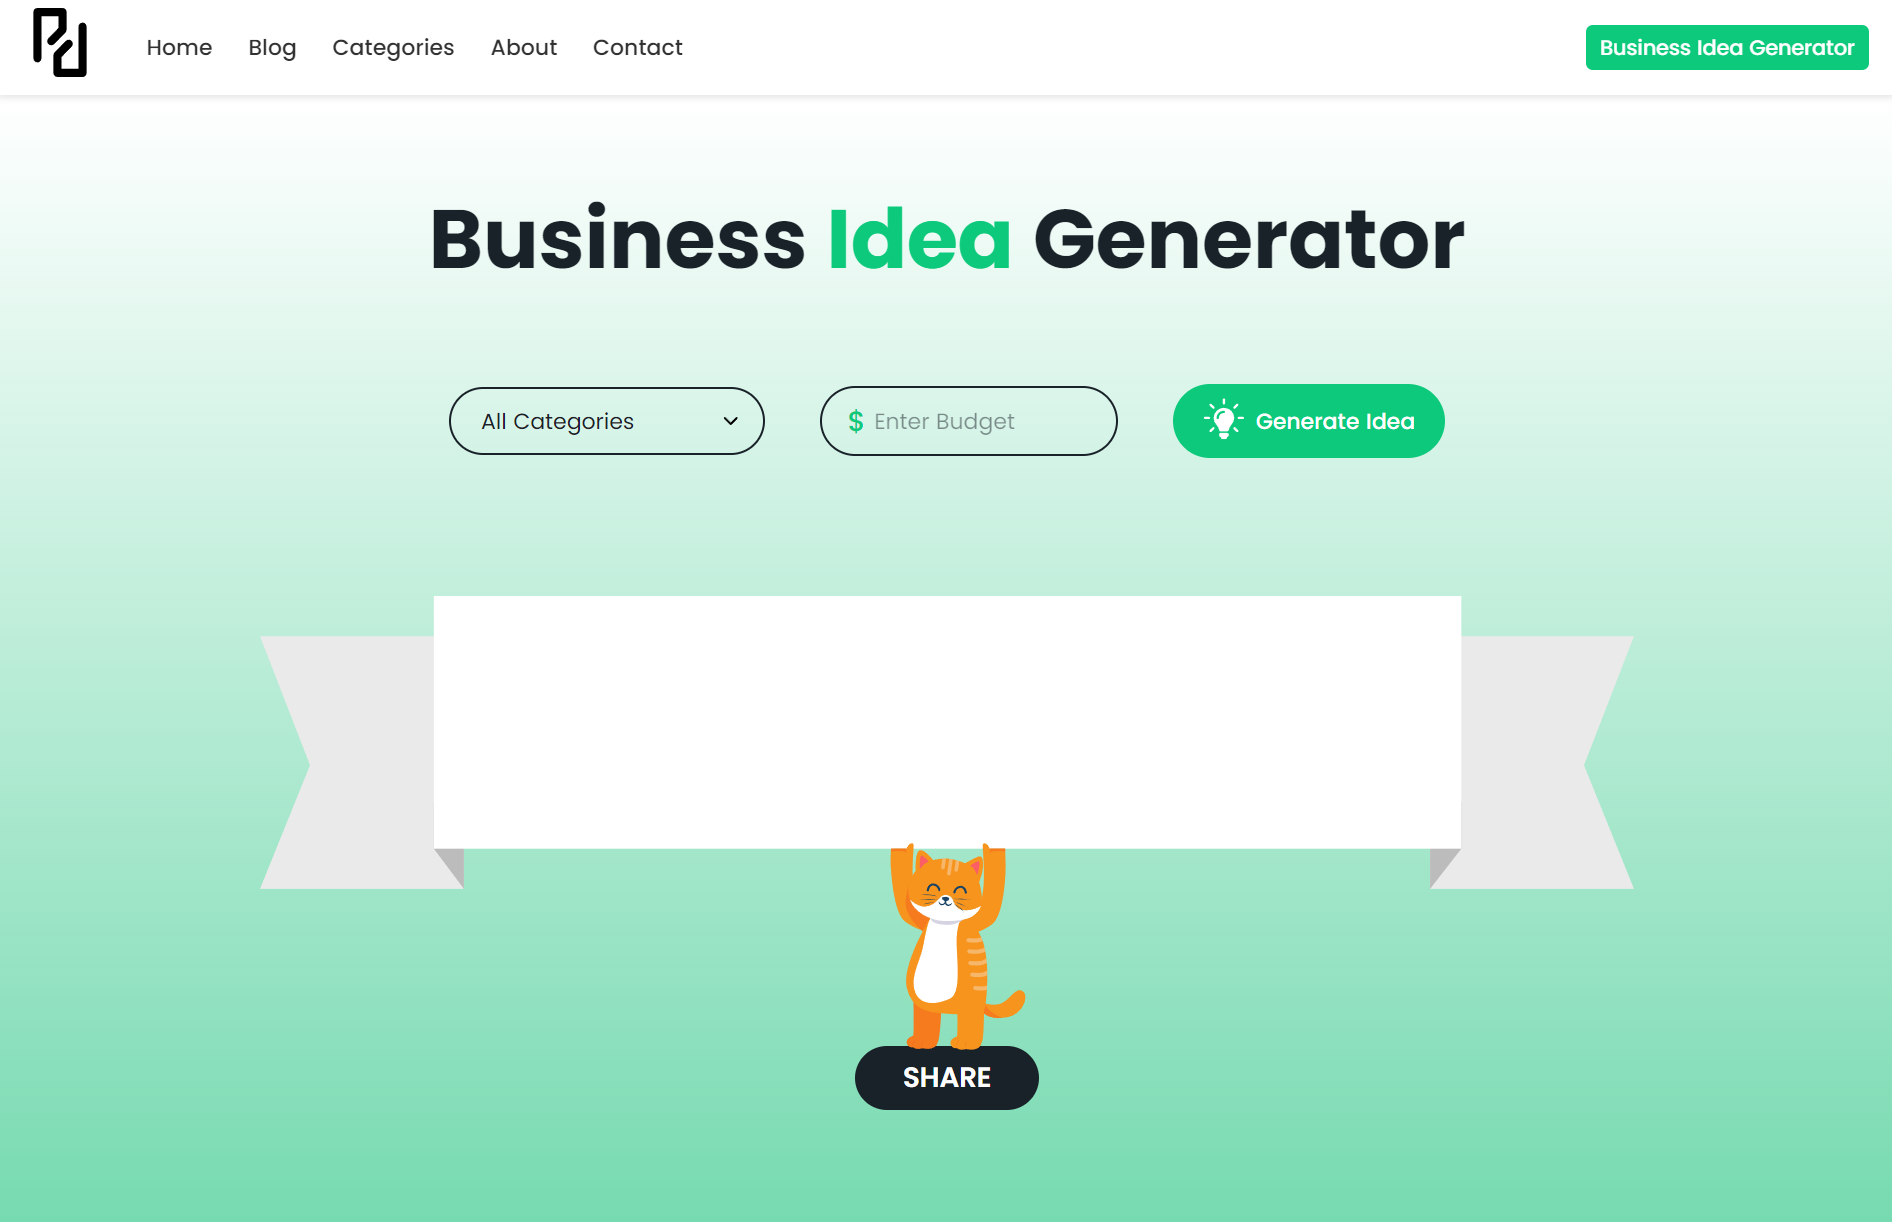 Home Blog Categories About Contact Business Idea Generator
Business Idea Generator
All Categories $ Enter Budget Generate Idea
SHARE